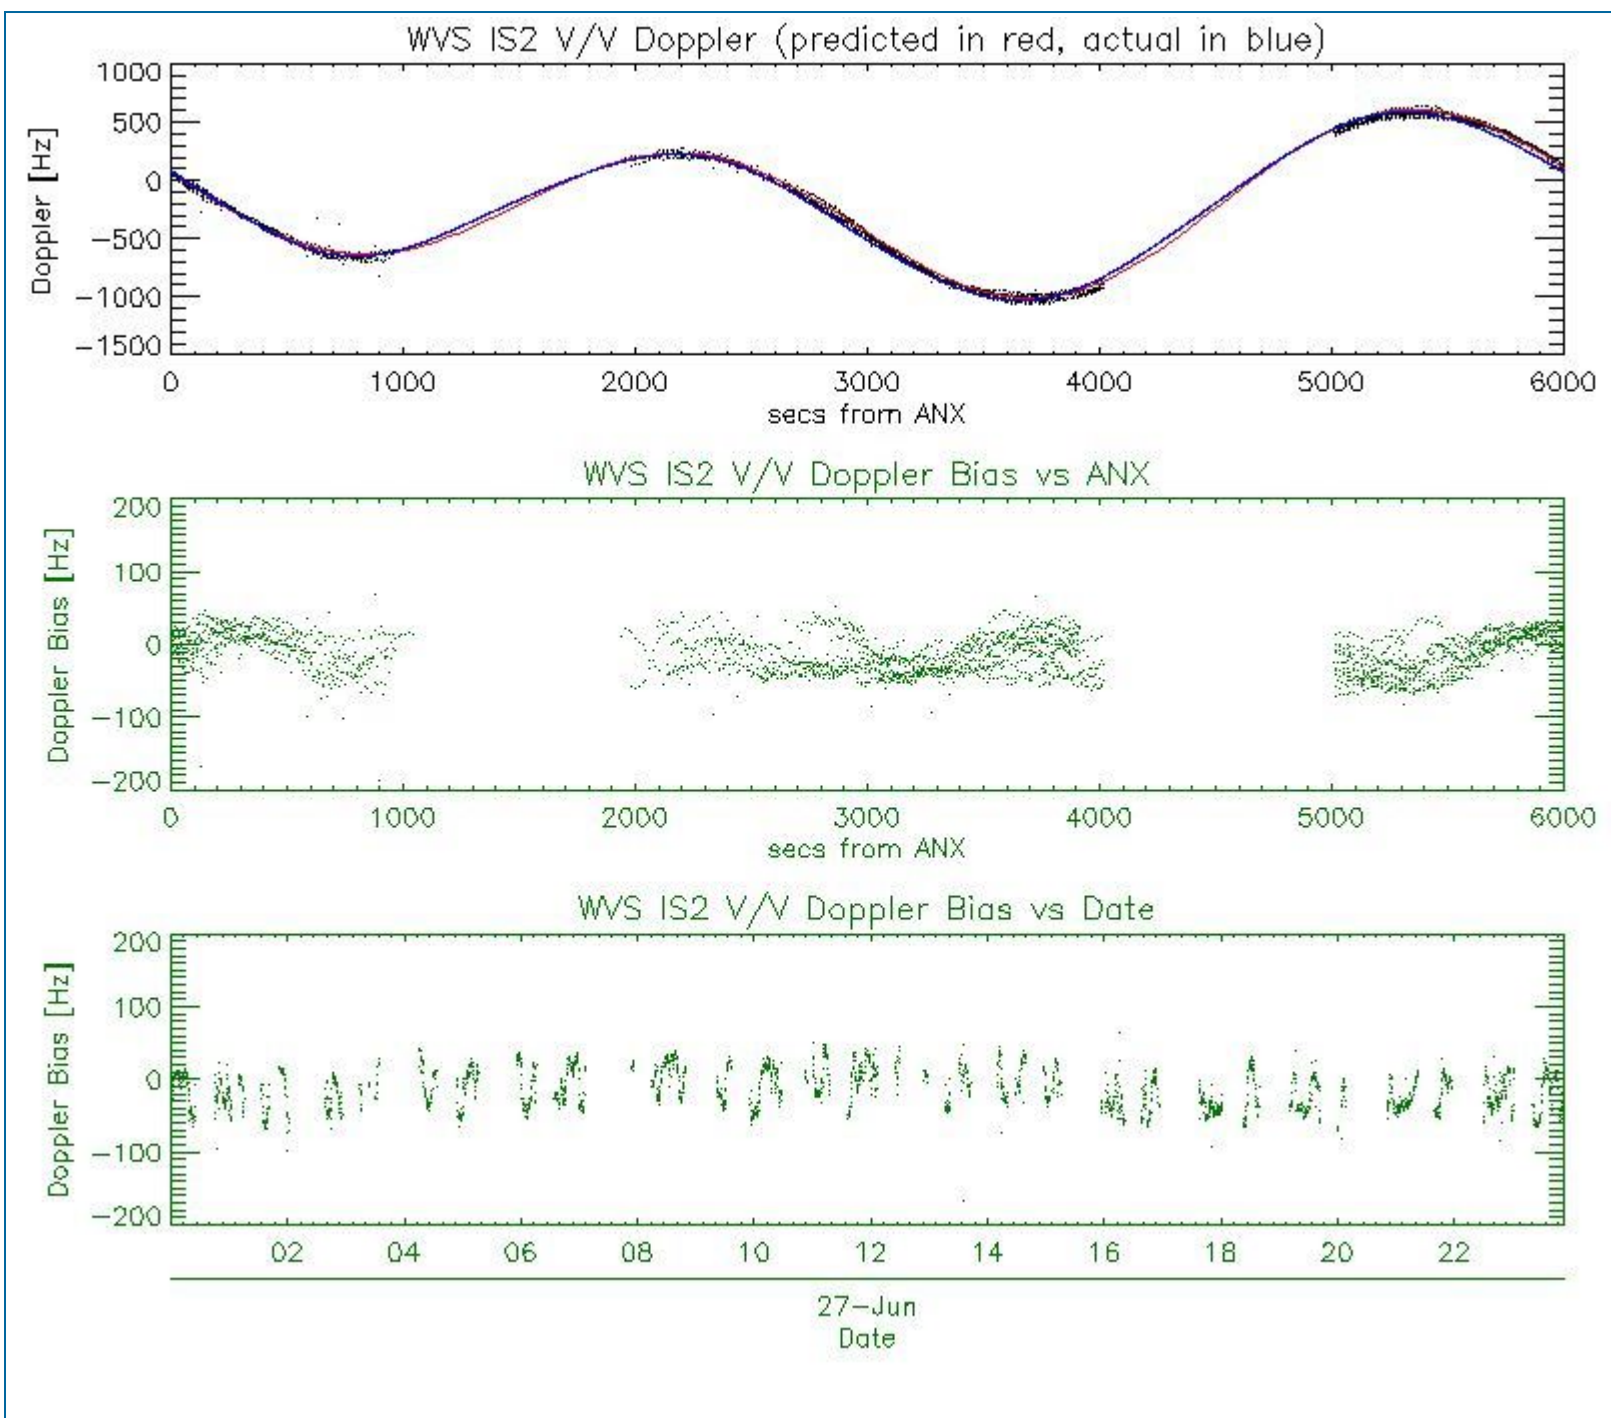 WVS IS2 V/V Doppler (predicted in red, actual in blue)
1000
500
0
−500
−1000
−1500
Doppler [Hz]
0 1000 2000 3000 4000 5000 6000
secs from ANX
WVS IS2 V/V Doppler Bias vs ANX
200
100
0
−100
−200
Doppler Bias [Hz]
0 1000 2000 3000 4000 5000 6000
secs from ANX
WVS IS2 V/V Doppler Bias vs Date
200
100
0
−100
−200
Doppler Bias [Hz]
02 04 06 08 10 12 14 16 18 20 22
27−Jun
Date